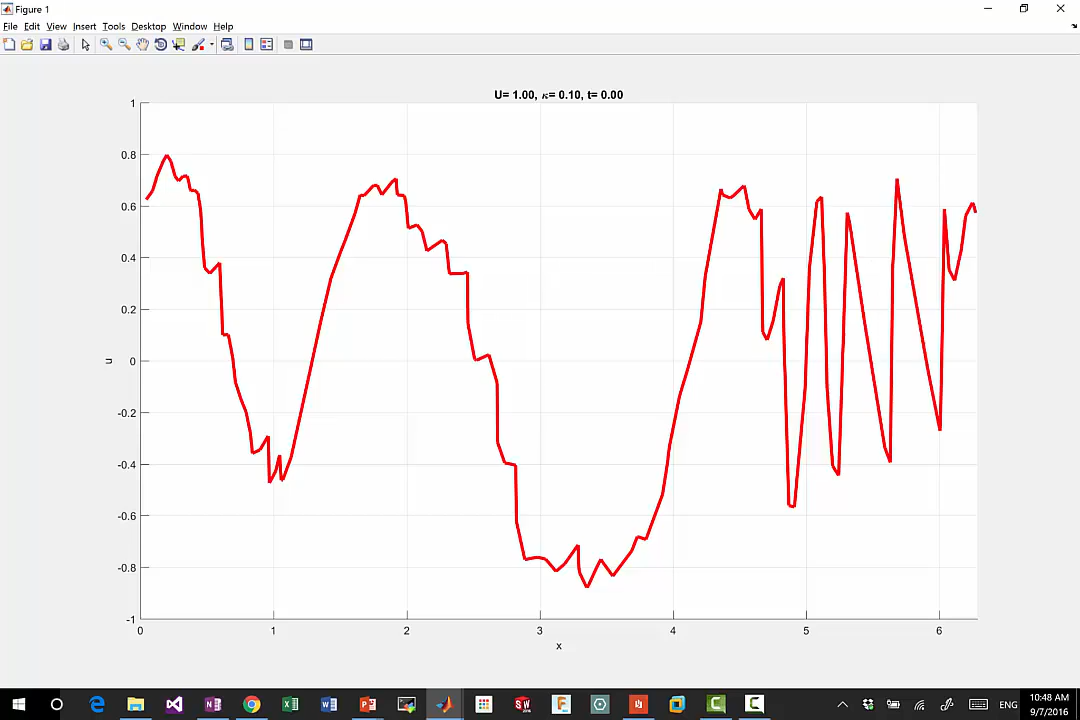 Figure 1
File Edit View Insert Tools Desktop Window Help
U= 1.00, κ= 0.10, t= 0.00
1
0.8
0.6
0.4
0.2
0
-0.2
-0.4
-0.6
-0.8
-1
u
0 1 2 3 4 5 6
x
10:48 AM
ENG
9/7/2016